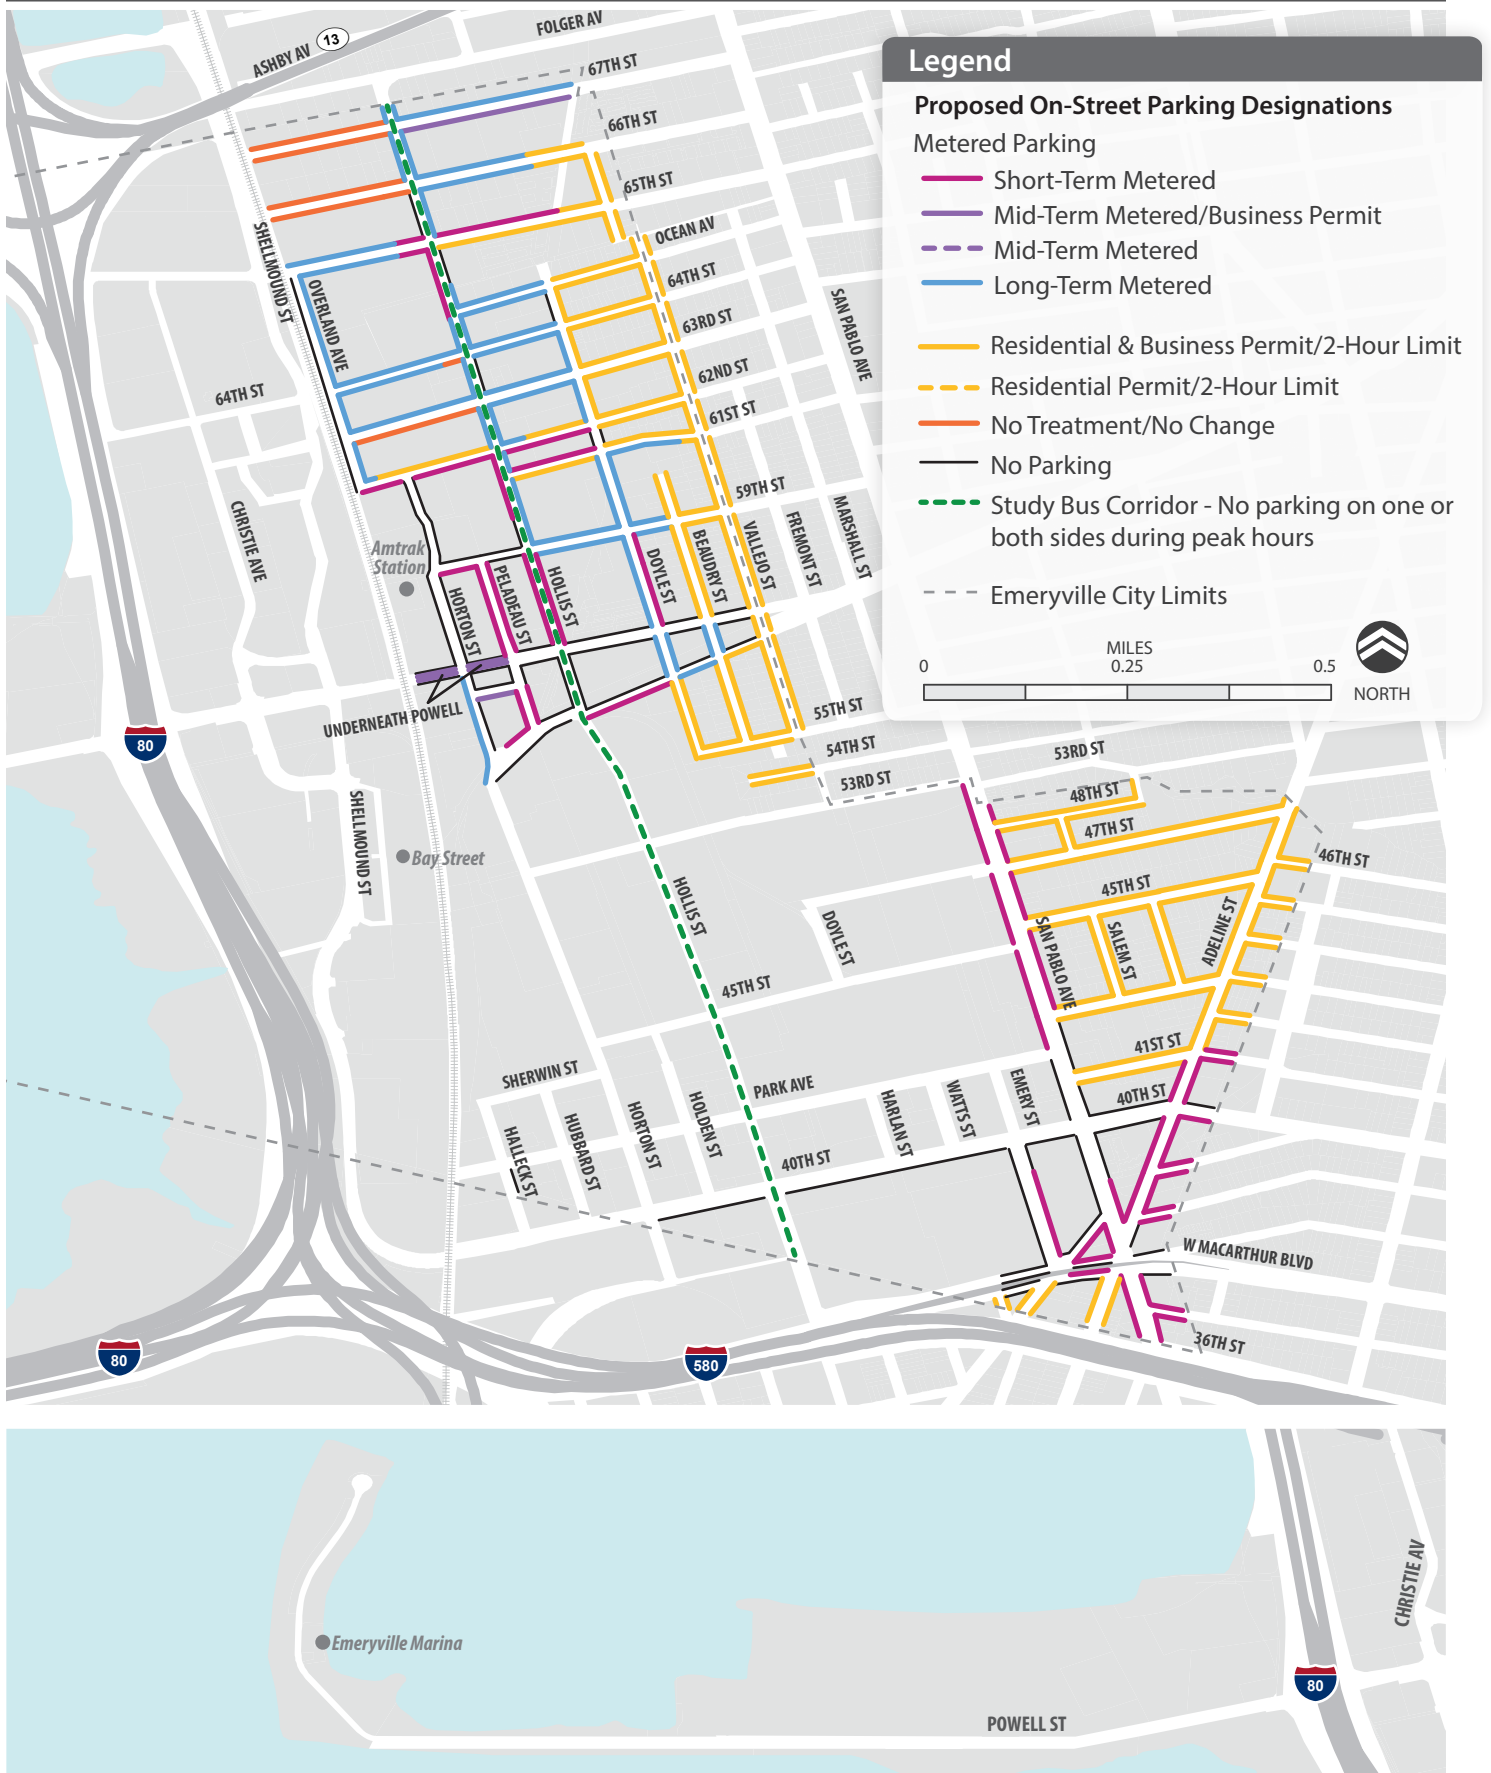 FOLGER AV
ASHBY AV
13
67TH ST
66TH ST
65TH ST
OCEAN AV
64TH ST
63RD ST
62ND ST
61ST ST
59TH ST
SHELLMOUND ST
OVERLAND AVE
SAN PABLO AVE
64TH ST
CHRISTIE AVE
Amtrak
Station
HORTON ST
PELADEAU ST
HOLLIS ST
DOYLE ST
BEAUDRY ST
VALLEJO ST
FREMONT ST
MARSHALL ST
UNDERNEATH POWELL
55TH ST
54TH ST
53RD ST
53RD ST
48TH ST
47TH ST
46TH ST
45TH ST
80
SHELLMOUND ST
Bay Street
HOLLIS ST
DOYLE ST
SAN PABLO AVE
SALEM ST
ADELINE ST
45TH ST
41ST ST
40TH ST
SHERWIN ST
PARK AVE
HALLECK ST
HUBBARD ST
HORTON ST
HOLDEN ST
HARLAN ST
WATTS ST
EMERY ST
40TH ST
W MACARTHUR BLVD
36TH ST
80
580
Legend
Proposed On-Street Parking Designations
Metered Parking
Short-Term Metered
Mid-Term Metered/Business Permit
Mid-Term Metered
Long-Term Metered
Residential & Business Permit/2-Hour Limit
Residential Permit/2-Hour Limit
No Treatment/No Change
No Parking
Study Bus Corridor - No parking on one or
both sides during peak hours
Emeryville City Limits
MILES
0 0.25 0.5
NORTH
Emeryville Marina
POWELL ST
CHRISTIE AV
80